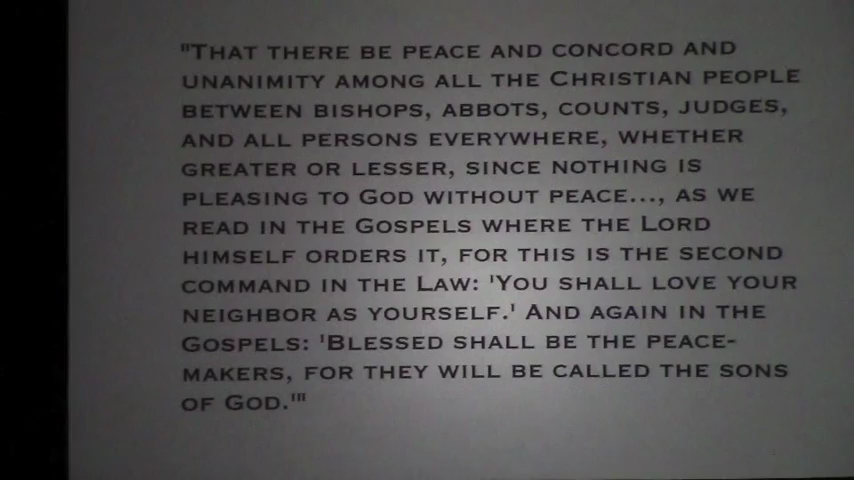 "THAT THERE BE PEACE AND CONCORD AND
UNANIMITY AMONG ALL THE CHRISTIAN PEOPLE
BETWEEN BISHOPS, ABBOTS, COUNTS, JUDGES,
AND ALL PERSONS EVERYWHERE, WHETHER
GREATER OR LESSER, SINCE NOTHING IS
PLEASING TO GOD WITHOUT PEACE..., AS WE
READ IN THE GOSPELS WHERE THE LORD
HIMSELF ORDERS IT, FOR THIS IS THE SECOND
COMMAND IN THE LAW: 'YOU SHALL LOVE YOUR
NEIGHBOR AS YOURSELF.' AND AGAIN IN THE
GOSPELS: 'BLESSED SHALL BE THE PEACE-
MAKERS, FOR THEY WILL BE CALLED THE SONS
OF GOD.'"